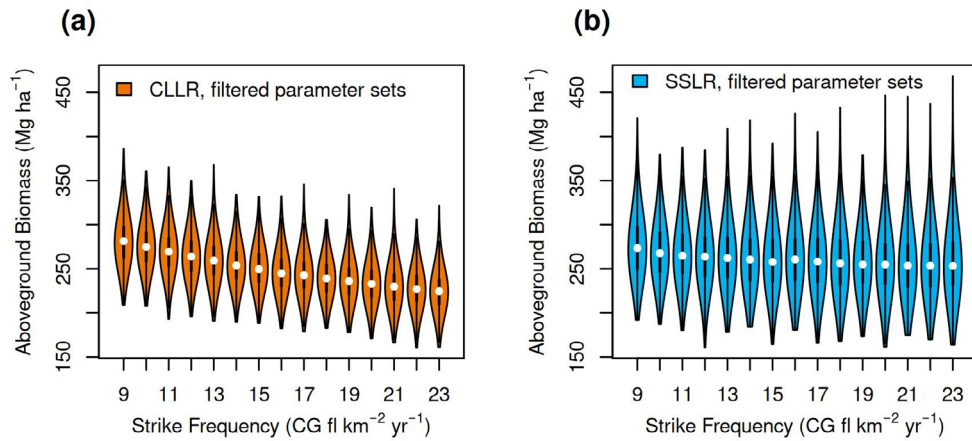 (a)
CLLR, filtered parameter sets
Aboveground Biomass (Mg ha⁻¹)
450
350
250
150
9 11 13 15 17 19 21 23
Strike Frequency (CG fl km⁻² yr⁻¹)
(b)
SSLR, filtered parameter sets
Aboveground Biomass (Mg ha⁻¹)
450
350
250
150
9 11 13 15 17 19 21 23
Strike Frequency (CG fl km⁻² yr⁻¹)